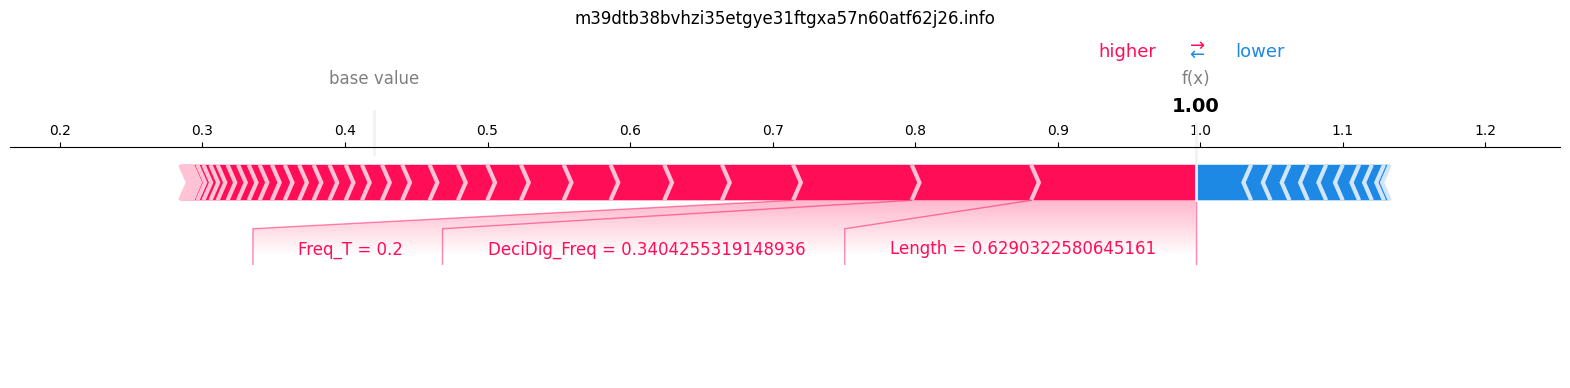 m39dtb38bvhzi35etgye31ftgxa57n60atf62j26.info
higher ⇄ lower
base value f(x)
1.00
0.2 0.3 0.4 0.5 0.6 0.7 0.8 0.9 1.0 1.1 1.2
Freq_T = 0.2 DeciDig_Freq = 0.3404255319148936 Length = 0.6290322580645161